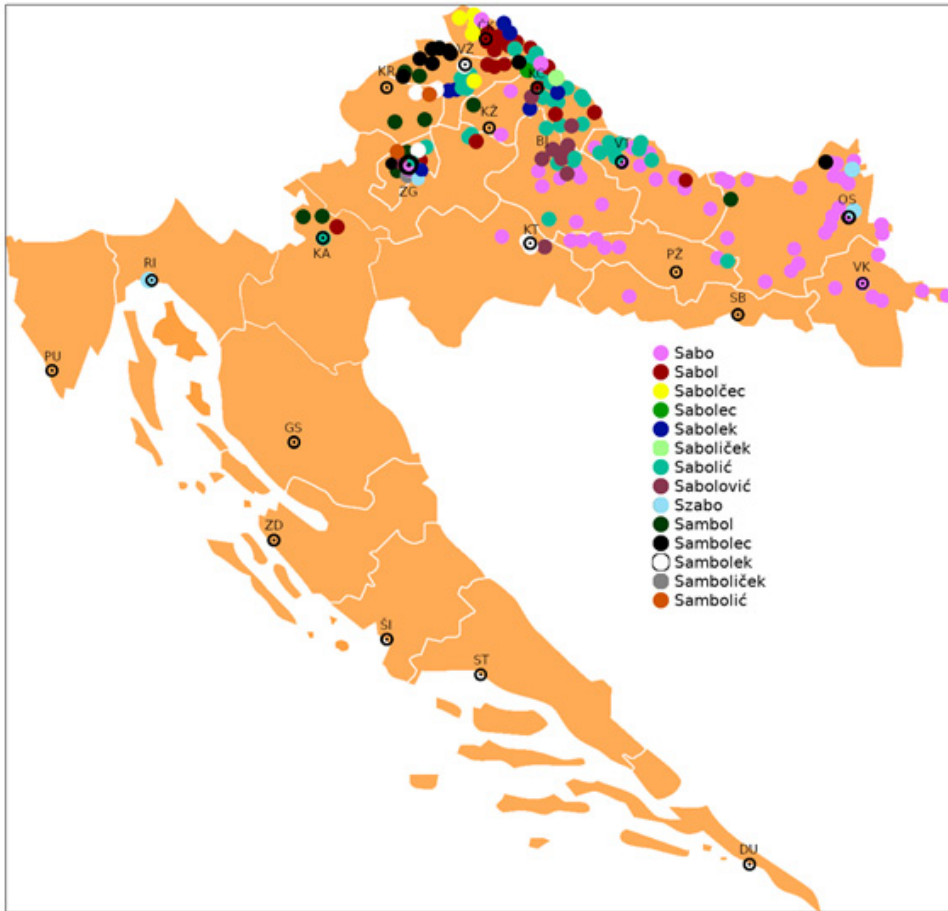 ČK
VŽ
KR
KC
KŽ
BJ
VT
ZG
OS
KT
KA
PŽ
RI
VK
SB
PU
GS
ZD
ŠI
ST
DU
Sabo
Sabol
Sabolčec
Sabolec
Sabolek
Saboliček
Sabolić
Sabolović
Szabo
Sambol
Sambolec
Sambolek
Samboliček
Sambolić